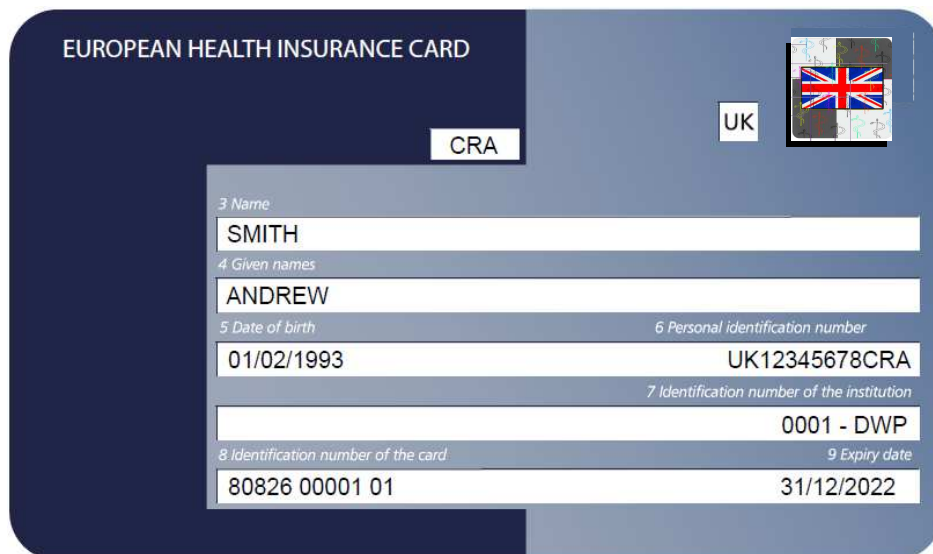 EUROPEAN HEALTH INSURANCE CARD
UK
CRA
3 Name
SMITH
4 Given names
ANDREW
5 Date of birth 6 Personal identification number
01/02/1993 UK12345678CRA
7 Identification number of the institution
0001 - DWP
8 Identification number of the card 9 Expiry date
80826 00001 01 31/12/2022